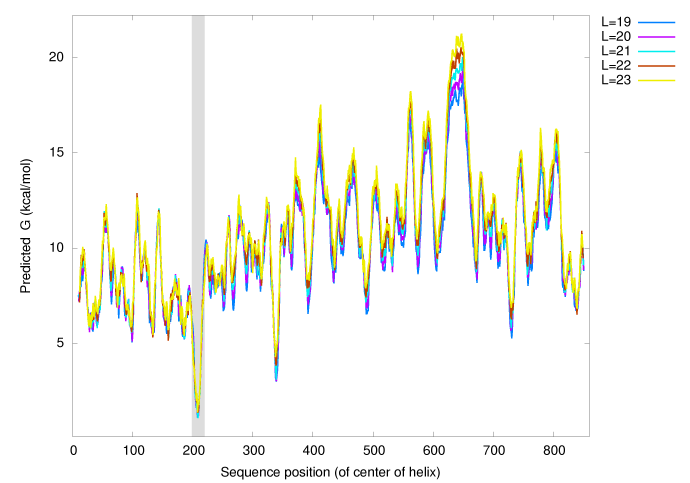 L=19
L=20
L=21
L=22
L=23
20
15
10
5
Predicted G (kcal/mol)
0 100 200 300 400 500 600 700 800
Sequence position (of center of helix)